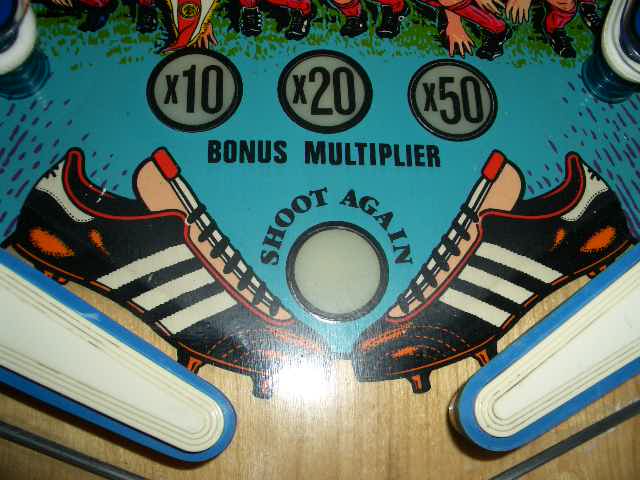 x10 x20 x50
BONUS MULTIPLIER
SHOOT AGAIN